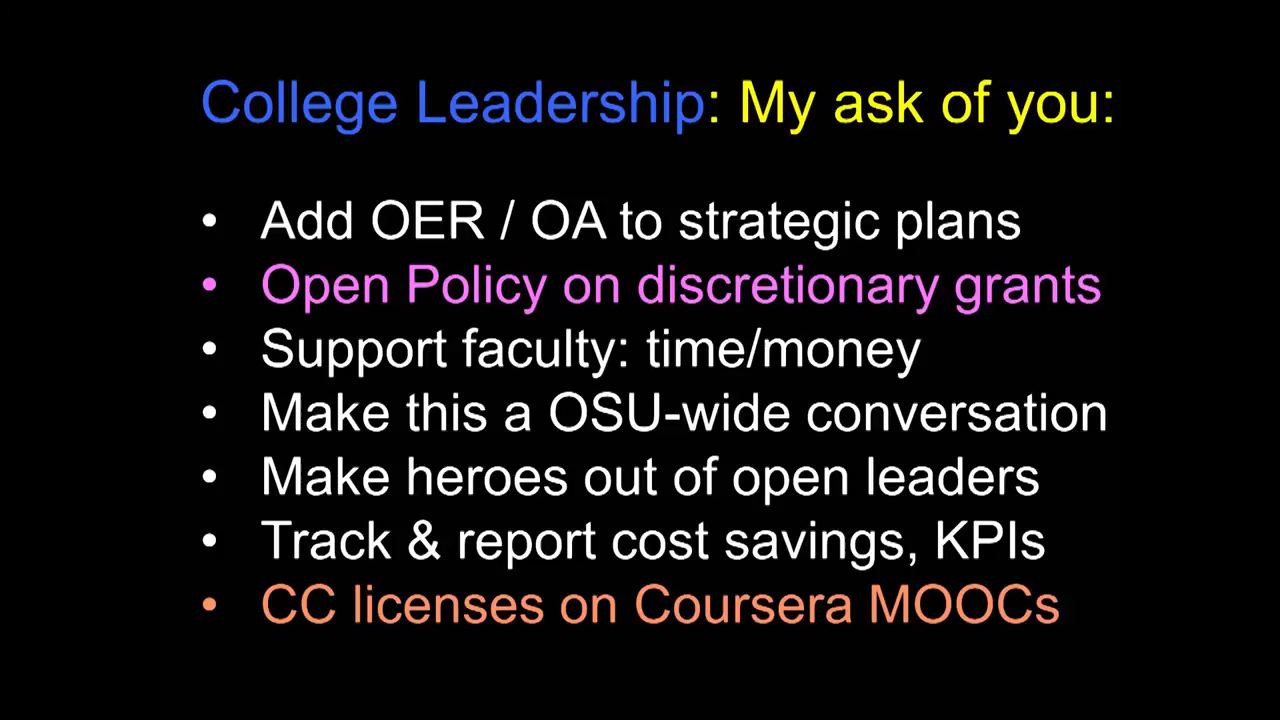 College Leadership: My ask of you:
• Add OER / OA to strategic plans
• Open Policy on discretionary grants
• Support faculty: time/money
• Make this a OSU-wide conversation
• Make heroes out of open leaders
• Track & report cost savings, KPIs
• CC licenses on Coursera MOOCs